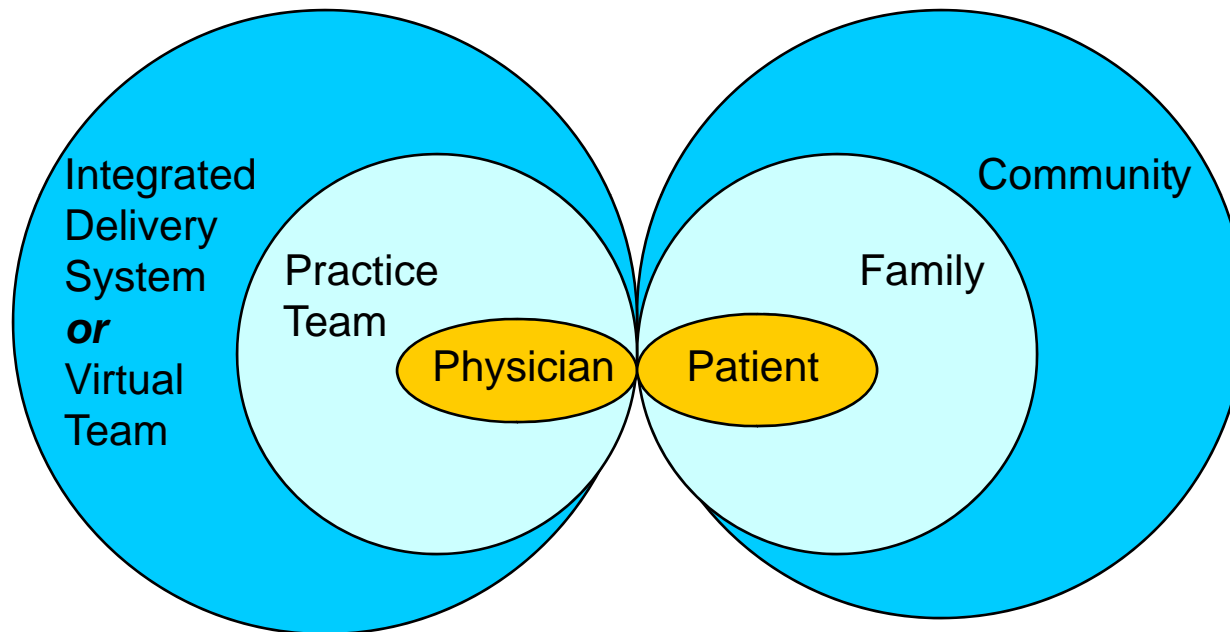 Integrated
Delivery
System
or
Virtual
Team
Practice
Team
Physician
Patient
Family
Community